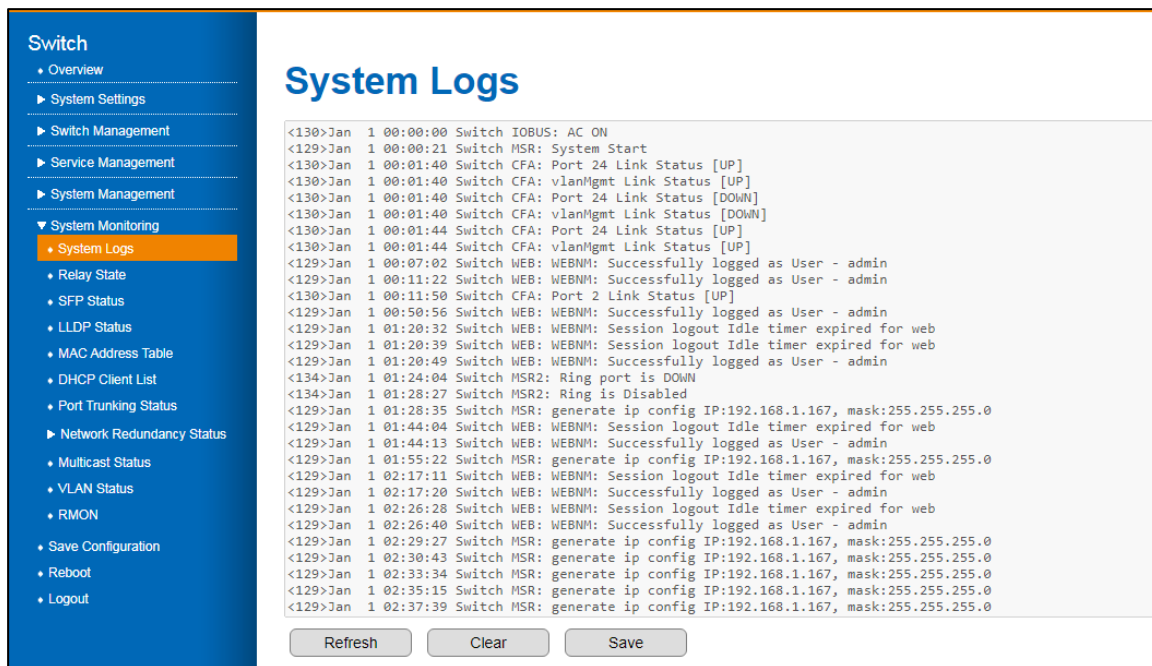 Switch
Overview
System Settings
Switch Management
Service Management
System Management
System Monitoring
System Logs
Relay State
SFP Status
LLDP Status
MAC Address Table
DHCP Client List
Port Trunking Status
Network Redundancy Status
Multicast Status
VLAN Status
RMON
Save Configuration
Reboot
Logout
System Logs
<130>Jan  1 00:00:00 Switch IOBUS: AC ON
<129>Jan  1 00:00:21 Switch MSR: System Start
<130>Jan  1 00:01:40 Switch CFA: Port 24 Link Status [UP]
<130>Jan  1 00:01:40 Switch CFA: vlanMgmt Link Status [UP]
<130>Jan  1 00:01:40 Switch CFA: Port 24 Link Status [DOWN]
<130>Jan  1 00:01:40 Switch CFA: vlanMgmt Link Status [DOWN]
<130>Jan  1 00:01:44 Switch CFA: Port 24 Link Status [UP]
<130>Jan  1 00:01:44 Switch CFA: vlanMgmt Link Status [UP]
<129>Jan  1 00:07:02 Switch WEB: WEBNM: Successfully logged as User - admin
<129>Jan  1 00:11:22 Switch WEB: WEBNM: Successfully logged as User - admin
<130>Jan  1 00:11:50 Switch CFA: Port 2 Link Status [UP]
<129>Jan  1 00:50:56 Switch WEB: WEBNM: Successfully logged as User - admin
<129>Jan  1 01:20:32 Switch WEB: WEBNM: Session logout Idle timer expired for web
<129>Jan  1 01:20:39 Switch WEB: WEBNM: Session logout Idle timer expired for web
<129>Jan  1 01:20:49 Switch WEB: WEBNM: Successfully logged as User - admin
<134>Jan  1 01:24:04 Switch MSR2: Ring port is DOWN
<134>Jan  1 01:28:27 Switch MSR2: Ring is Disabled
<129>Jan  1 01:28:35 Switch MSR: generate ip config IP:192.168.1.167, mask:255.255.255.0
<129>Jan  1 01:44:04 Switch WEB: WEBNM: Session logout Idle timer expired for web
<129>Jan  1 01:44:13 Switch WEB: WEBNM: Successfully logged as User - admin
<129>Jan  1 01:55:22 Switch MSR: generate ip config IP:192.168.1.167, mask:255.255.255.0
<129>Jan  1 02:17:11 Switch WEB: WEBNM: Session logout Idle timer expired for web
<129>Jan  1 02:17:20 Switch WEB: WEBNM: Successfully logged as User - admin
<129>Jan  1 02:26:28 Switch WEB: WEBNM: Session logout Idle timer expired for web
<129>Jan  1 02:26:40 Switch WEB: WEBNM: Successfully logged as User - admin
<129>Jan  1 02:29:27 Switch MSR: generate ip config IP:192.168.1.167, mask:255.255.255.0
<129>Jan  1 02:30:43 Switch MSR: generate ip config IP:192.168.1.167, mask:255.255.255.0
<129>Jan  1 02:33:34 Switch MSR: generate ip config IP:192.168.1.167, mask:255.255.255.0
<129>Jan  1 02:35:15 Switch MSR: generate ip config IP:192.168.1.167, mask:255.255.255.0
<129>Jan  1 02:37:39 Switch MSR: generate ip config IP:192.168.1.167, mask:255.255.255.0
Refresh
Clear
Save